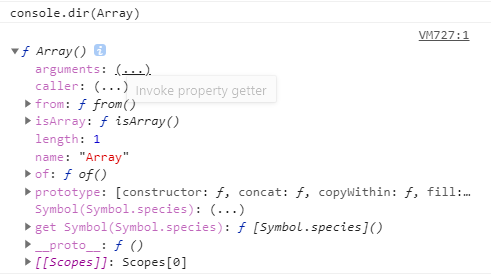 console.dir(Array)
VM727:1
▼ƒ Array() i
arguments: (...)
caller: (...)
Invoke property getter
▶from: ƒ from()
▶isArray: ƒ isArray()
length: 1
name: "Array"
▶of: ƒ of()
▶prototype: [constructor: ƒ, concat: ƒ, copyWithin: ƒ, fill:…
Symbol(Symbol.species): (...)
▶get Symbol(Symbol.species): ƒ [Symbol.species]()
▶__proto__: ƒ ()
▶[[Scopes]]: Scopes[0]